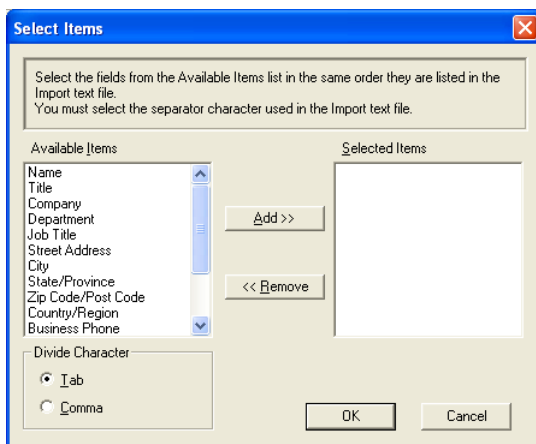 Select Items
Select the fields from the Available Items list in the same order they are listed in the
Import text file.
You must select the separator character used in the Import text file.
Available Items
Selected Items
Name
Title
Company
Department
Job Title
Street Address
City
State/Province
Zip Code/Post Code
Country/Region
Business Phone
Add >>
<< Remove
Divide Character
Tab
Comma
OK
Cancel